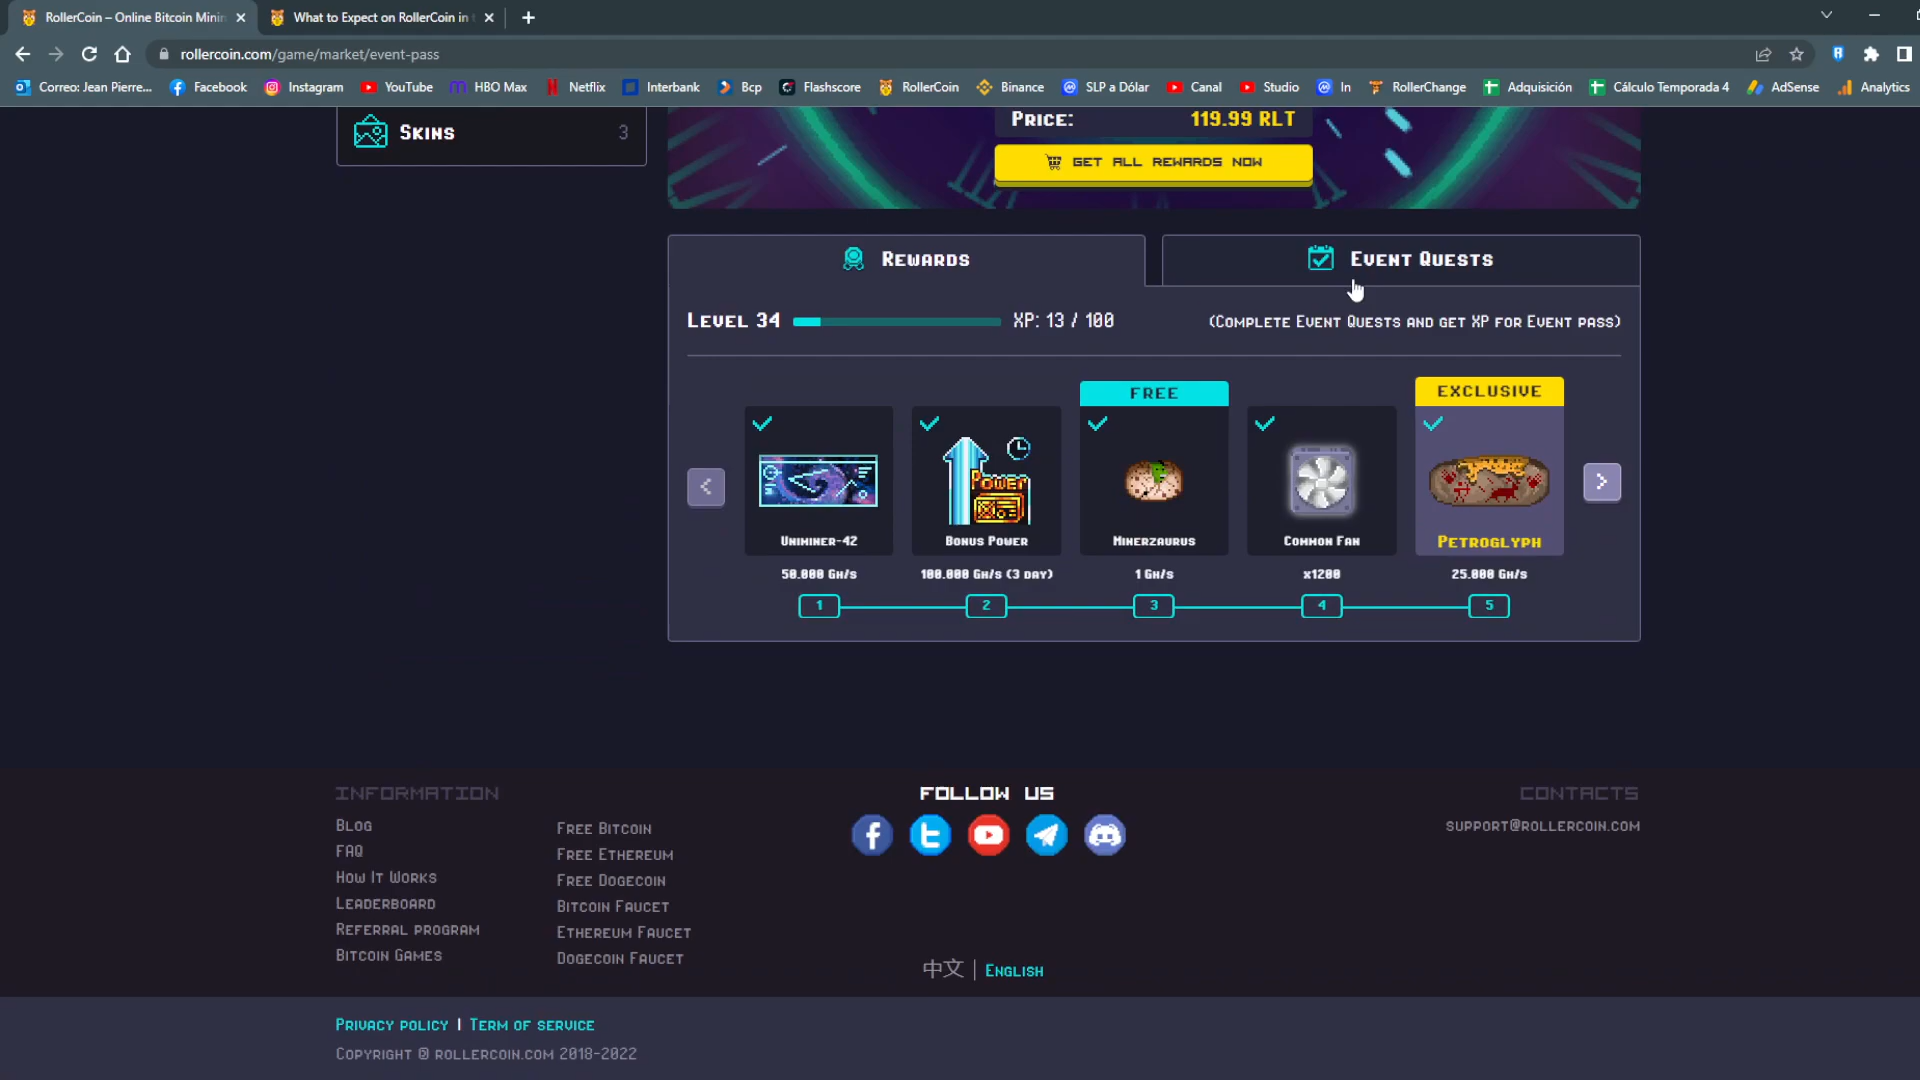 RollerCoin – Online Bitcoin Minin
What to Expect on RollerCoin in t
rollercoin.com/game/market/event-pass
Correo: Jean Pierre... Facebook Instagram YouTube HBO Max Netflix Interbank Bcp Flashscore RollerCoin Binance SLP a Dólar Canal Studio In RollerChange Adquisición Cálculo Temporada 4 AdSense Analytics
Skins 3
Price: 119.99 RLT
GET ALL REWARDS NOW
Rewards
Event Quests
Level 34 XP: 13 / 100 (Complete Event Quests and get XP for Event pass)
FREE
EXCLUSIVE
Power
Uniminer-42 Bonus Power Minerzaurus Common Fan Petroglyph
50.000 Gh/s 100.000 Gh/s (3 day) 1 Gh/s x1200 25.000 Gh/s
1 2 3 4 5
INFORMATION
Blog
FAQ
How It Works
Leaderboard
Referral program
Bitcoin Games
Free Bitcoin
Free Ethereum
Free Dogecoin
Bitcoin Faucet
Ethereum Faucet
Dogecoin Faucet
FOLLOW US
中文 | English
CONTACTS
support@rollercoin.com
Privacy policy | Term of service
Copyright © rollercoin.com 2018-2022